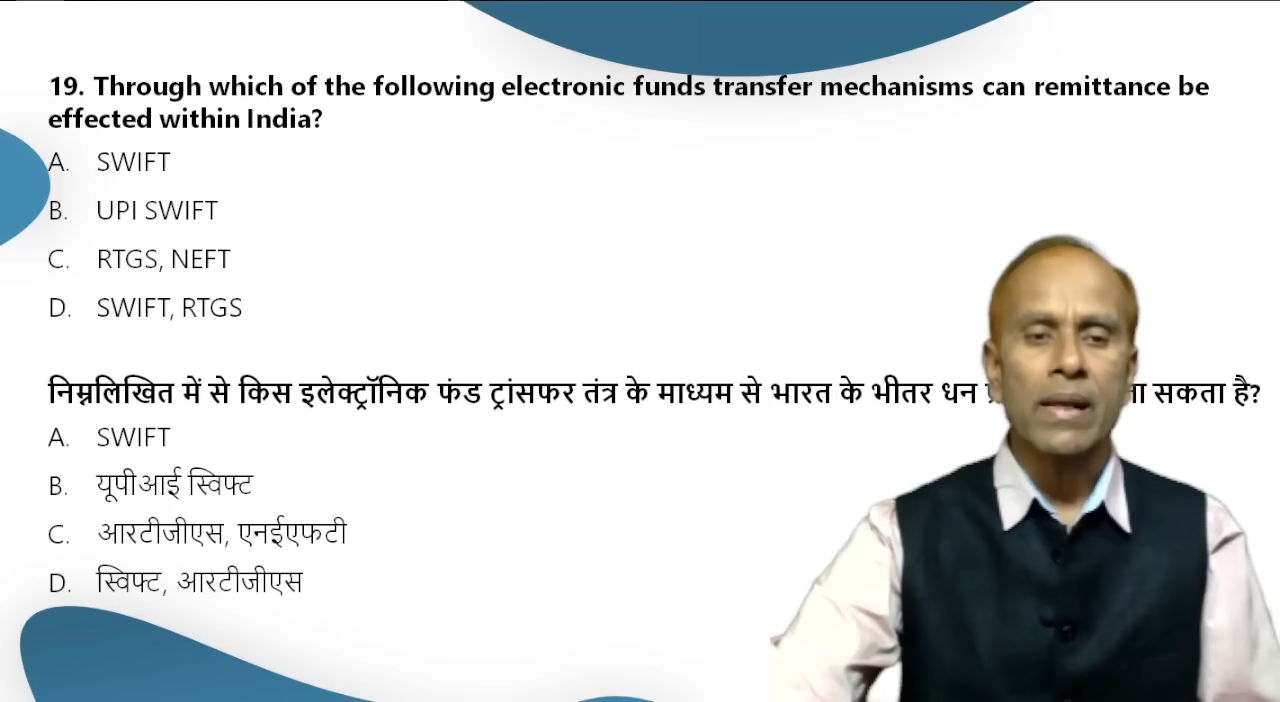 19. Through which of the following electronic funds transfer mechanisms can remittance be
effected within India?
A. SWIFT
B. UPI SWIFT
C. RTGS, NEFT
D. SWIFT, RTGS
निम्नलिखित में से किस इलेक्ट्रॉनिक फंड ट्रांसफर तंत्र के माध्यम से भारत के भीतर धन सकता है?
A. SWIFT
B. यूपीआई स्विफ्ट
C. आरटीजीएस, एनईएफटी
D. स्विफ्ट, आरटीजीएस